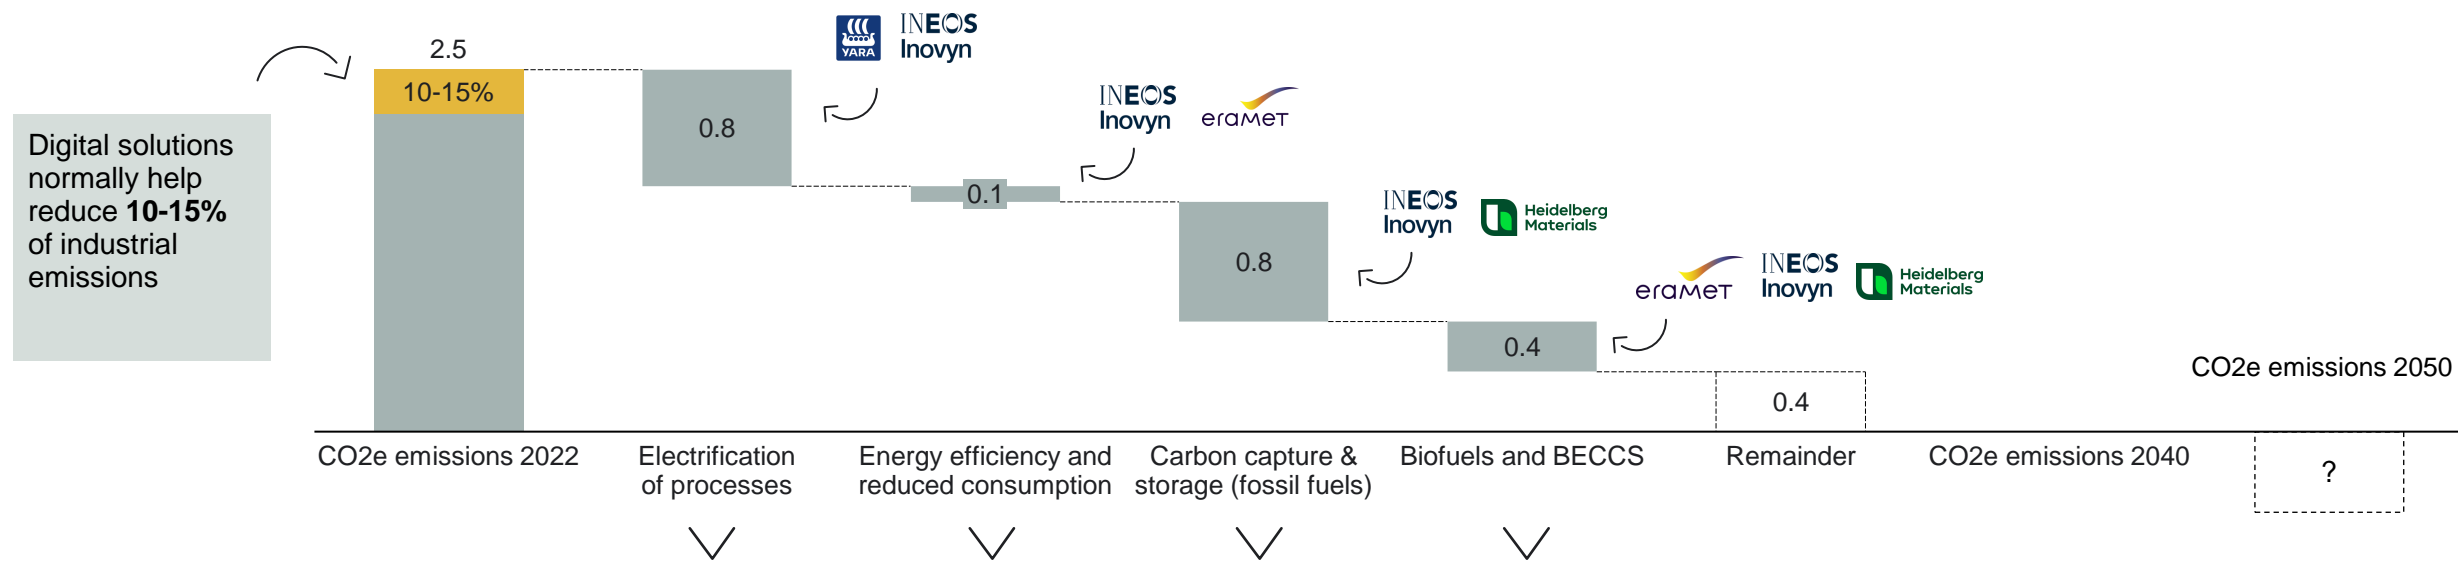 Digital solutions
normally help
reduce 10-15%
of industrial
emissions
2.5
10-15%
0.8
YARA
INEOS
Inovyn
0.1
INEOS
Inovyn
eramet
0.8
INEOS
Inovyn
Heidelberg
Materials
0.4
eramet
INEOS
Inovyn
Heidelberg
Materials
0.4
CO2e emissions 2050
CO2e emissions 2022
Electrification
of processes
Energy efficiency and
reduced consumption
Carbon capture &
storage (fossil fuels)
Biofuels and BECCS
Remainder
CO2e emissions 2040
?